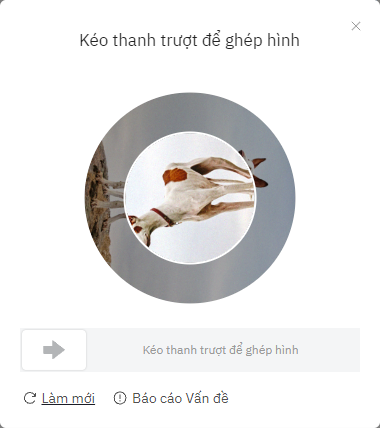 Kéo thanh trượt để ghép hình
Kéo thanh trượt để ghép hình
Làm mới
Báo cáo Vấn đề